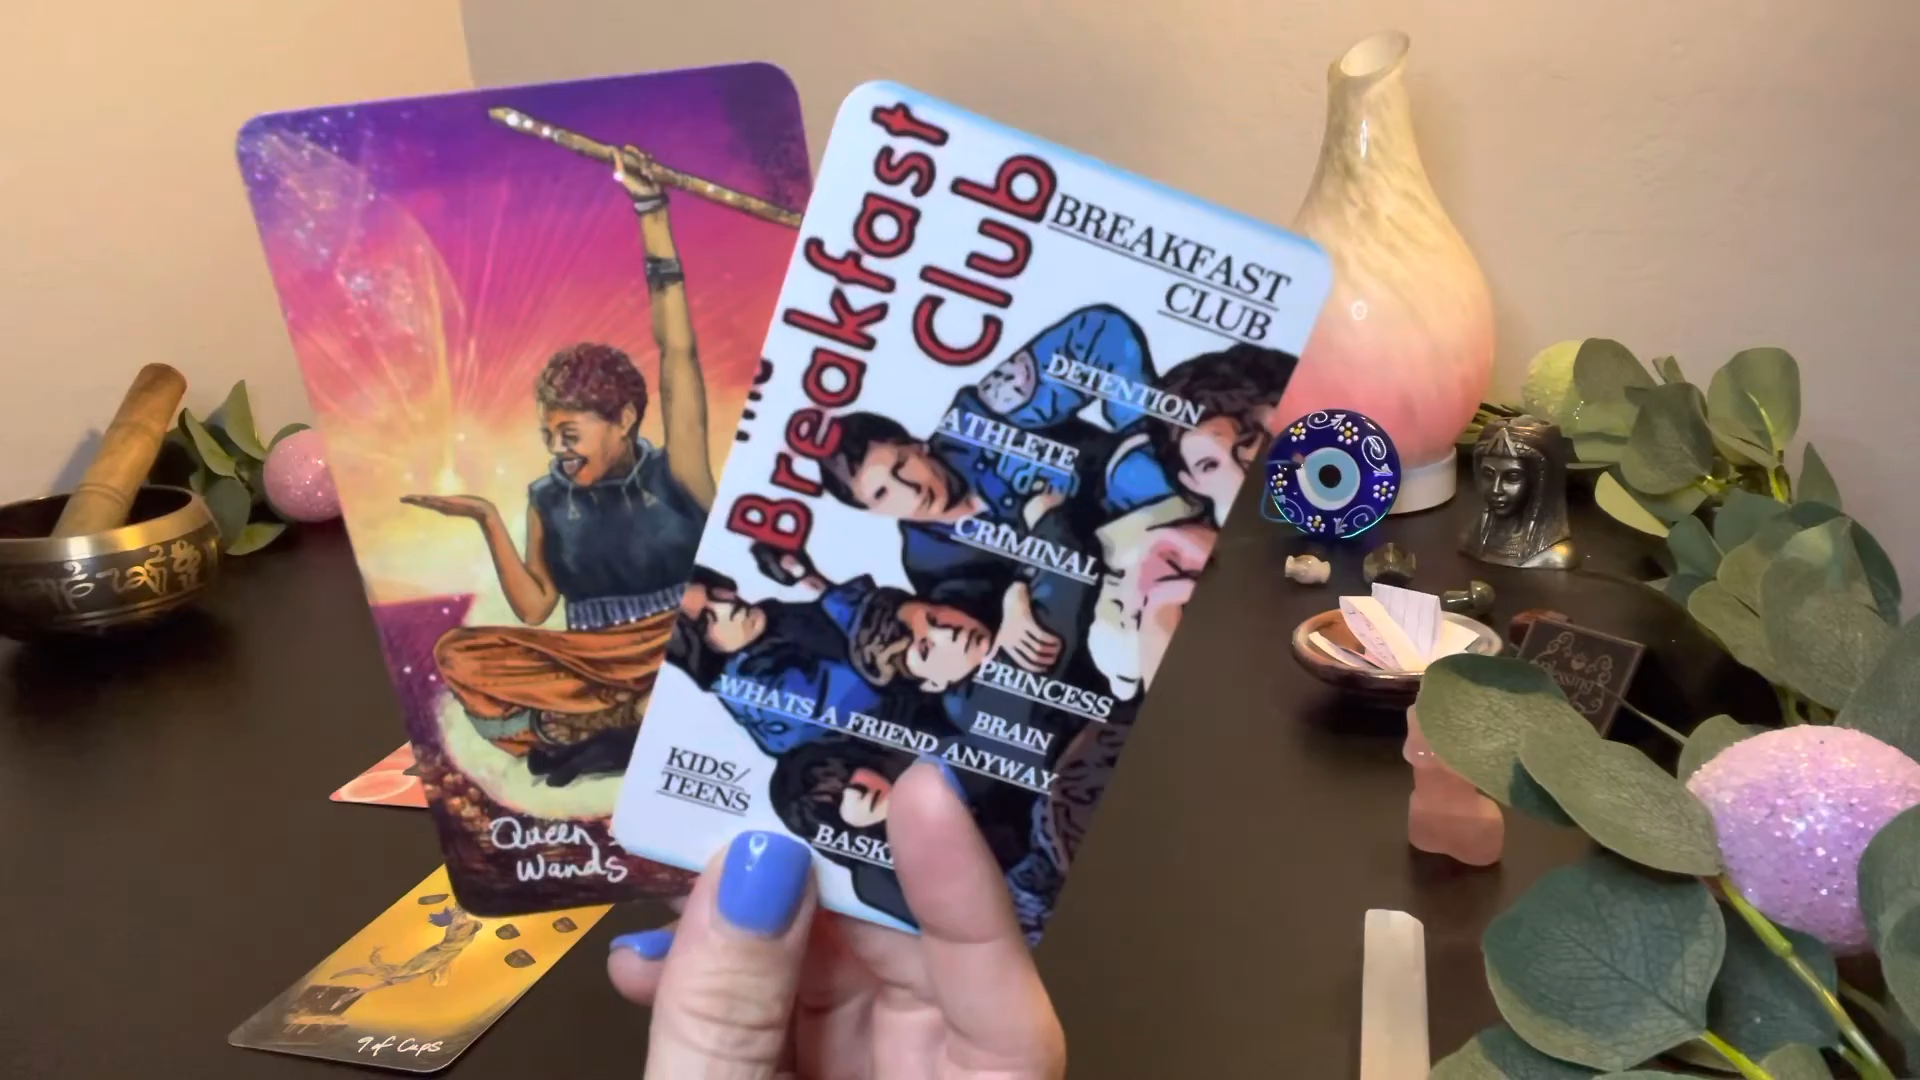 Queen
Wands
Breakfast
Club
BREAKFAST
CLUB
DETENTION
ATHLETE
CRIMINAL
PRINCESS
BRAIN
WHATS A FRIEND ANYWAY
KIDS/
TEENS
9 of Cups